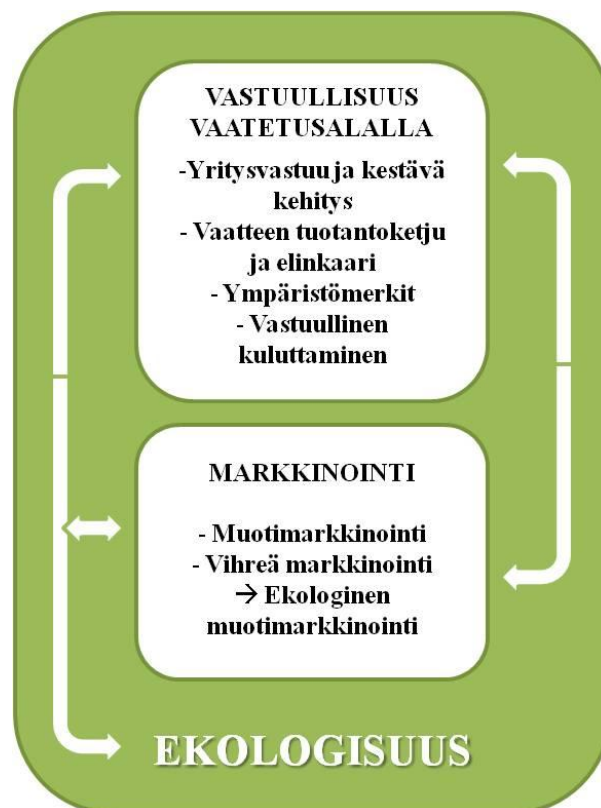 VASTUULLISUUS
VAATETUSALALLA
-Yritysvastuu ja kestävä
kehitys
- Vaatteen tuotantoketju
ja elinkaari
- Ympäristömerkit
- Vastuullinen
kuluttaminen
MARKKINOINTI
- Muotimarkkinointi
- Vihreä markkinointi
→ Ekologinen
muotimarkkinointi
EKOLOGISUUS